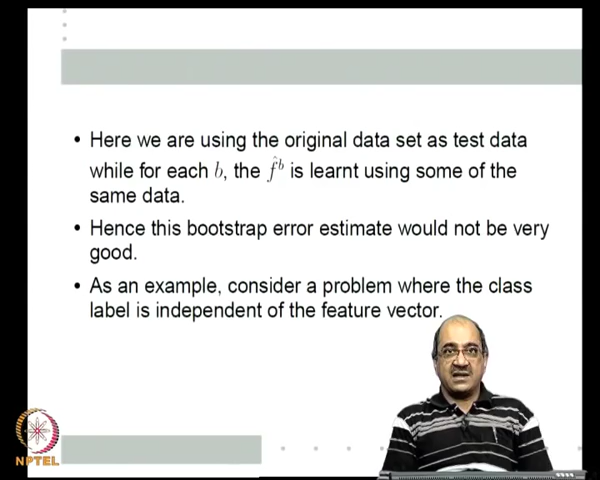 • Here we are using the original data set as test data
while for each b, the f̂ᵇ is learnt using some of the
same data.
• Hence this bootstrap error estimate would not be very
good.
• As an example, consider a problem where the class
label is independent of the feature vector.
NPTEL